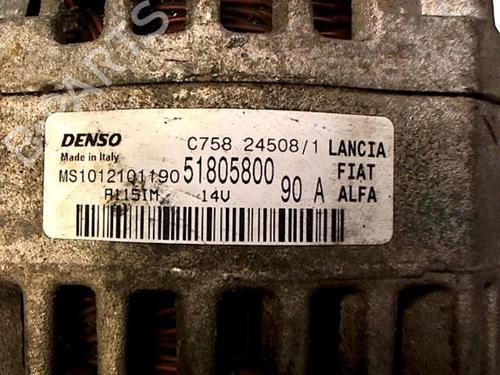 DENSO C758 24508/1 LANCIA
Made in Italy
MS1012101190 51805800 FIAT
A115IM 14V 90 A ALFA